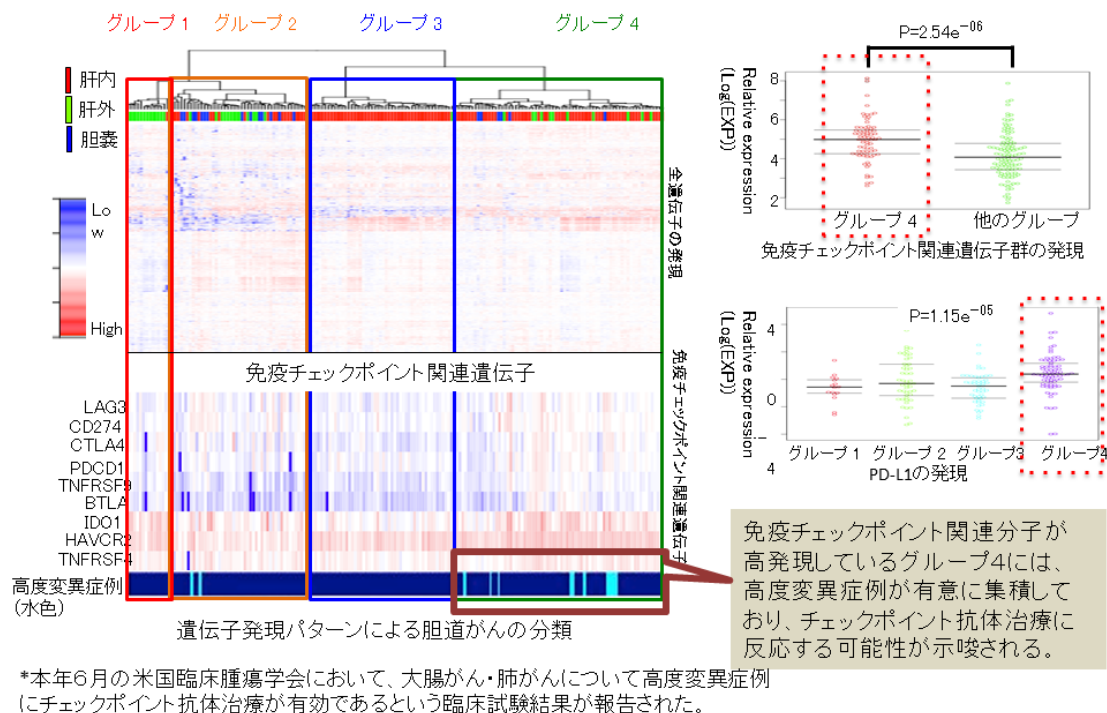 グループ 1
グループ 2
グループ 3
グループ 4
肝内
肝外
胆嚢
Lo
w
High
全遺伝子の発現
免疫チェックポイント関連遺伝子
免疫チェックポイント関連遺伝子
LAG3
CD274
CTLA4
PDCD1
TNFRSF9
BTLA
IDO1
HAVCR2
TNFRSF4
高度変異症例
(水色)
遺伝子発現パターンによる胆道がんの分類
P=2.54e-06
Relative expression
(Log(EXP))
8
6
4
2
グループ 4
他のグループ
免疫チェックポイント関連遺伝子群の発現
P=1.15e-05
Relative expression
(Log(EXP))
4
0
–
4
グループ 1
グループ 2
グループ3
グループ4
PD-L1の発現
免疫チェックポイント関連分子が
高発現しているグループ4には、
高度変異症例が有意に集積して
おり、チェックポイント抗体治療に
反応する可能性が示唆される。
*本年6月の米国臨床腫瘍学会において、大腸がん・肺がんについて高度変異症例
にチェックポイント抗体治療が有効であるという臨床試験結果が報告された。